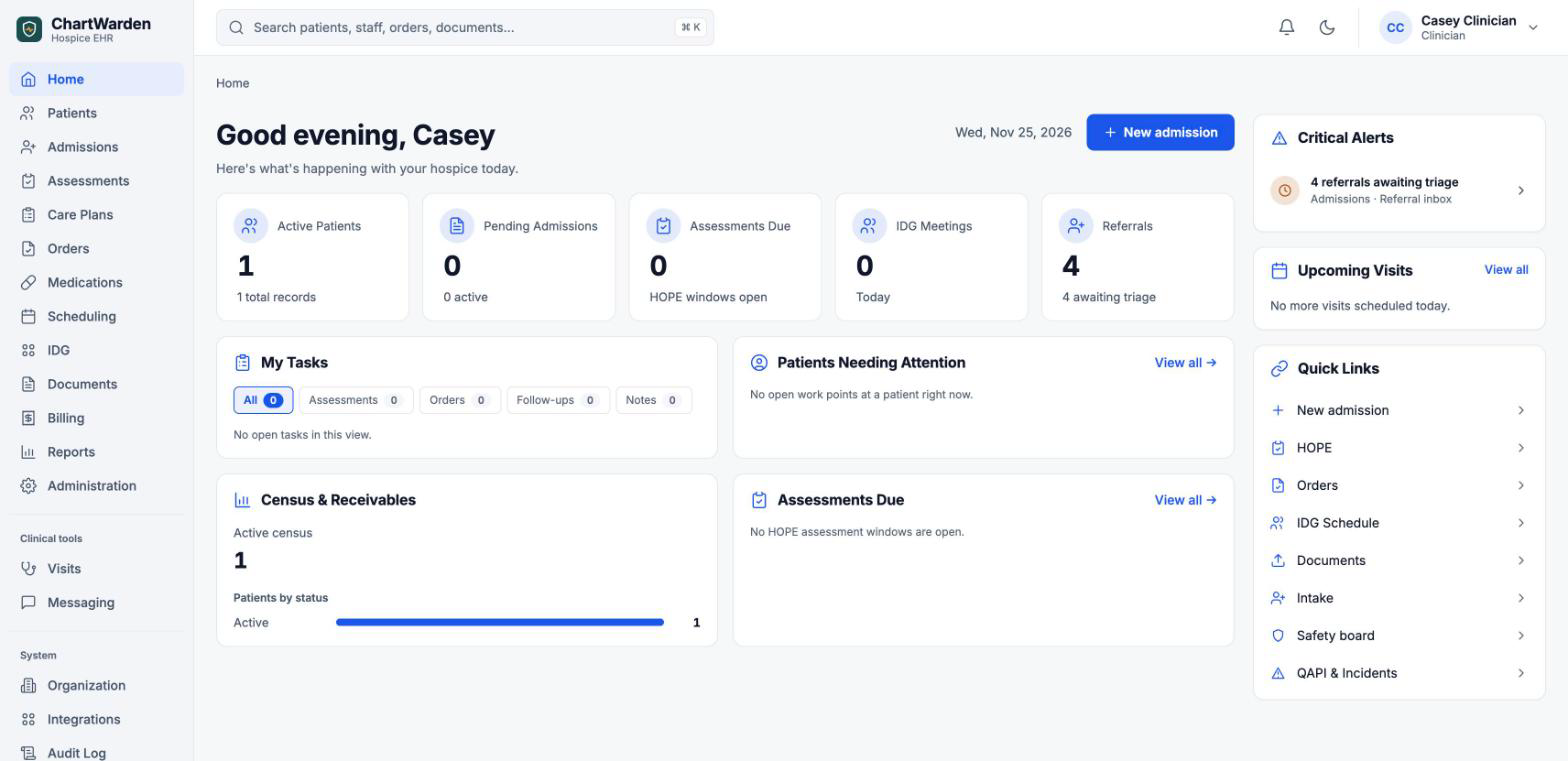 ChartWarden
Hospice EHR
Search patients, staff, orders, documents...
⌘ K
CC
Casey Clinician
Clinician
Home
Patients
Admissions
Assessments
Care Plans
Orders
Medications
Scheduling
IDG
Documents
Billing
Reports
Administration
Clinical tools
Visits
Messaging
System
Organization
Integrations
Audit Log
Home
Good evening, Casey
Here's what's happening with your hospice today.
Wed, Nov 25, 2026
+ New admission
Active Patients
1
1 total records
Pending Admissions
0
0 active
Assessments Due
0
HOPE windows open
IDG Meetings
0
Today
Referrals
4
4 awaiting triage
My Tasks
All 0
Assessments 0
Orders 0
Follow-ups 0
Notes 0
No open tasks in this view.
Patients Needing Attention
View all →
No open work points at a patient right now.
Census & Receivables
Active census
1
Patients by status
Active 1
Assessments Due
View all →
No HOPE assessment windows are open.
Critical Alerts
4 referrals awaiting triage
Admissions · Referral inbox
Upcoming Visits
View all
No more visits scheduled today.
Quick Links
New admission
HOPE
Orders
IDG Schedule
Documents
Intake
Safety board
QAPI & Incidents